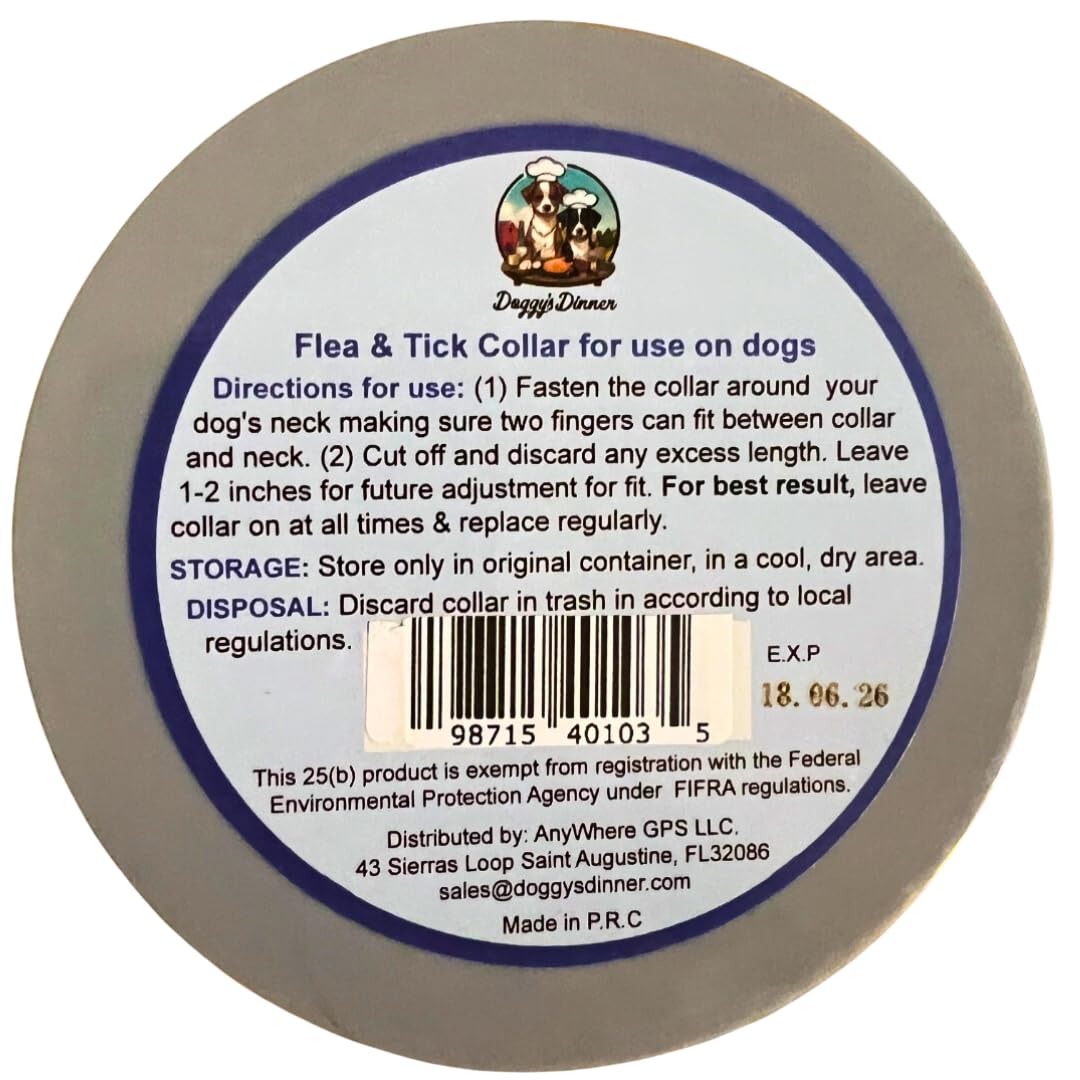 Doggy's Dinner
Flea & Tick Collar for use on dogs
Directions for use: (1) Fasten the collar around your
dog's neck making sure two fingers can fit between collar
and neck. (2) Cut off and discard any excess length. Leave
1-2 inches for future adjustment for fit. For best result, leave
collar on at all times & replace regularly.
STORAGE: Store only in original container, in a cool, dry area.
DISPOSAL: Discard collar in trash in according to local
regulations.
E.X.P
18. 06. 26
98715 40103 5
This 25(b) product is exempt from registration with the Federal
Environmental Protection Agency under FIFRA regulations.
Distributed by: AnyWhere GPS LLC.
43 Sierras Loop Saint Augustine, FL32086
sales@doggysdinner.com
Made in P.R.C